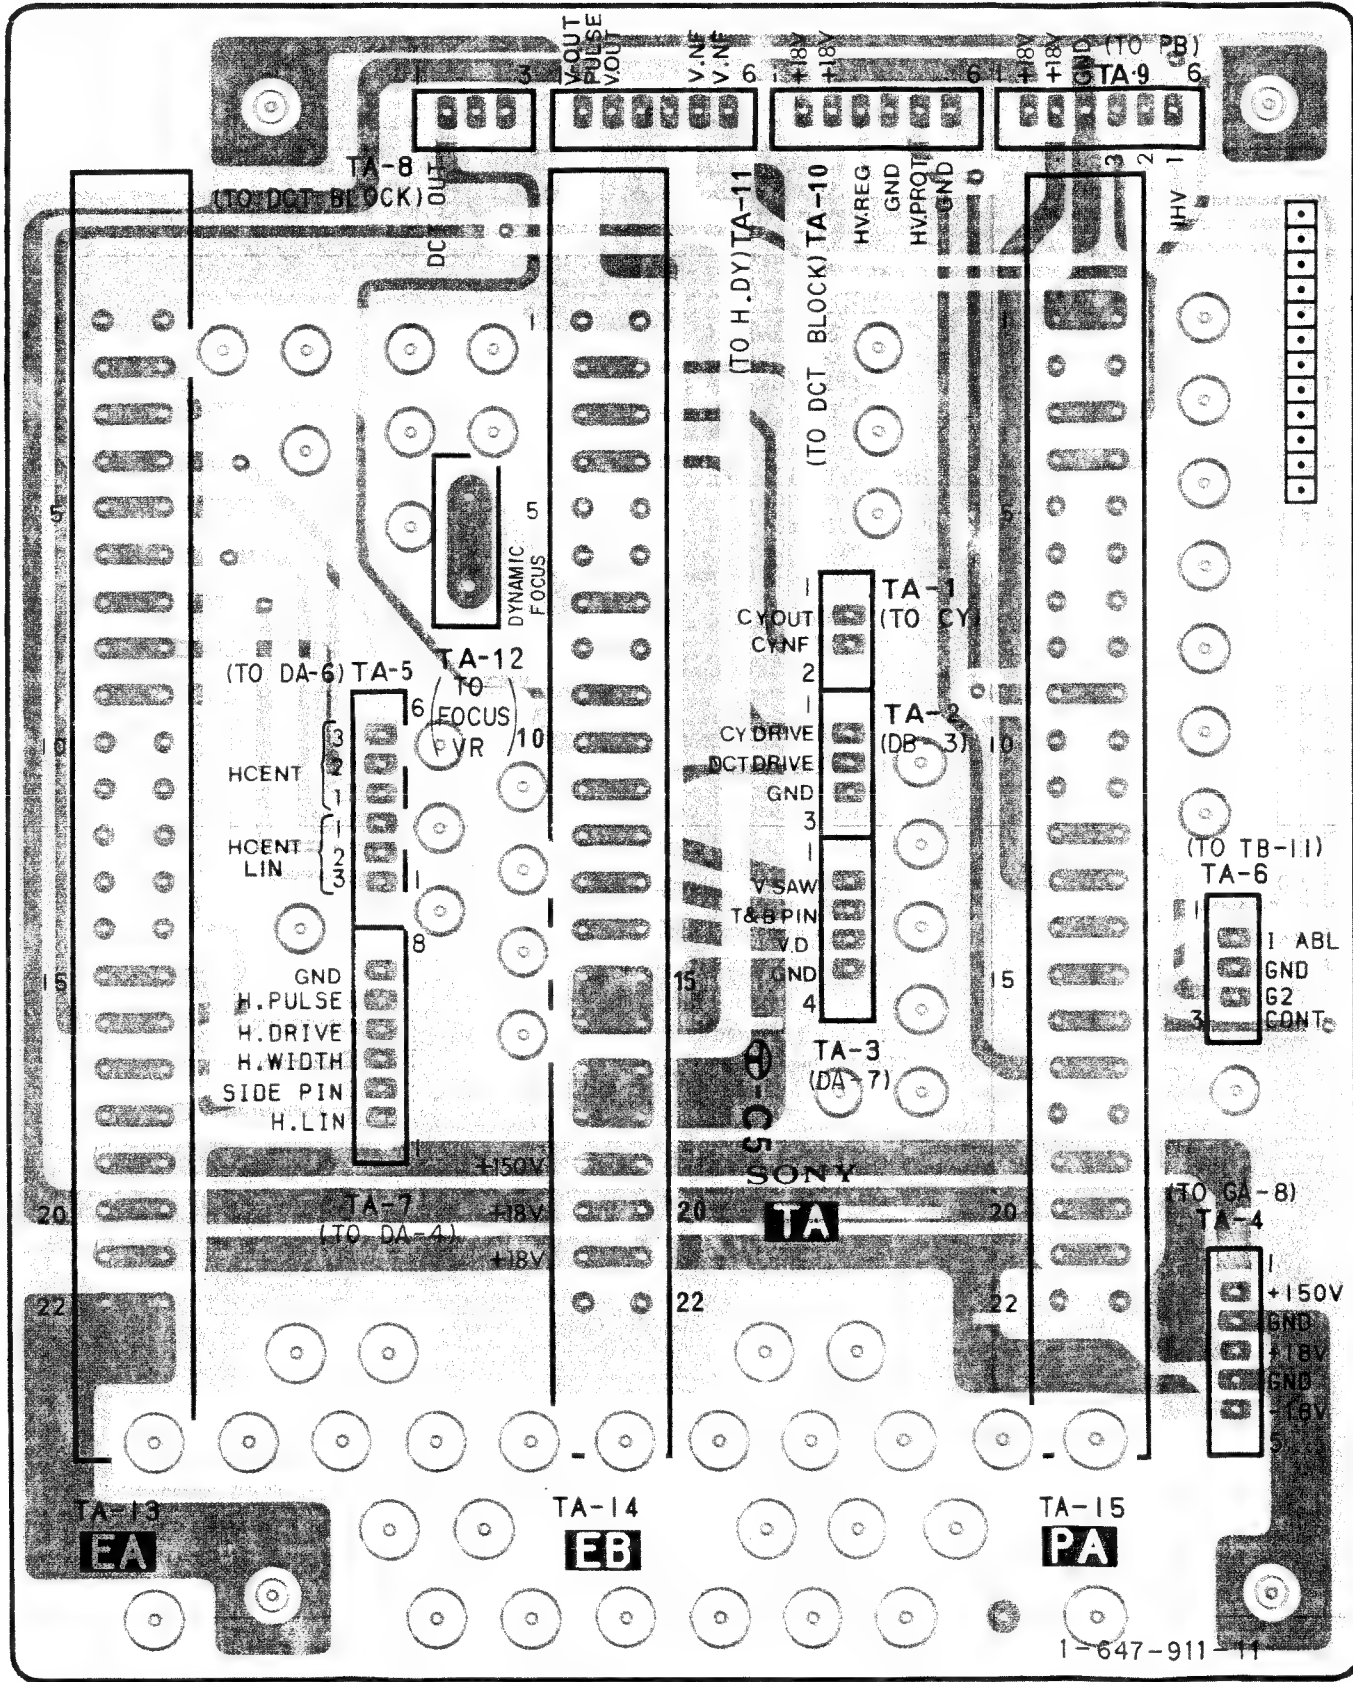 V.OUT
PULSE
V.OUT
V.NF
V.NF
+18V
+18V
+18V
+18V
GND
(TO PB)
1
3
1
6
1
6
1
TA-9
6
3
2
1
TA-8
(TO DCT BLOCK)
DCT OUT
(TO H.DY) TA-11
(TO DCT. BLOCK) TA-10
HV.REG
GND
HV.PROT
GND
IHV
1
1
5
5
5
DYNAMIC
FOCUS
1
TA-1
CYOUT
(TO CY)
CYNF
2
(TO DA-6) TA-5
TA-12
(TO
FOCUS
VR)
6
1
TA-2
(DB-3)
CY DRIVE
DCT DRIVE
GND
3
10
10
10
3
2
1
HCENT
1
2
3
HCENT
LIN
1
1
V SAW
T&B PIN
V.D
GND
4
8
GND
H.PULSE
H.DRIVE
H.WIDTH
SIDE PIN
H.LIN
1
(TO TB-11)
TA-6
1
I ABL
GND
G2
CONT
3
15
15
15
TA-3
(DA-7)
-C5
SONY
TA
+150V
+18V
+18V
TA-7
(TO DA-4)
20
20
20
(TO GA-8)
TA-4
1
+150V
GND
+18V
GND
-18V
5
22
22
22
TA-13
EA
TA-14
EB
TA-15
PA
1-647-911-11